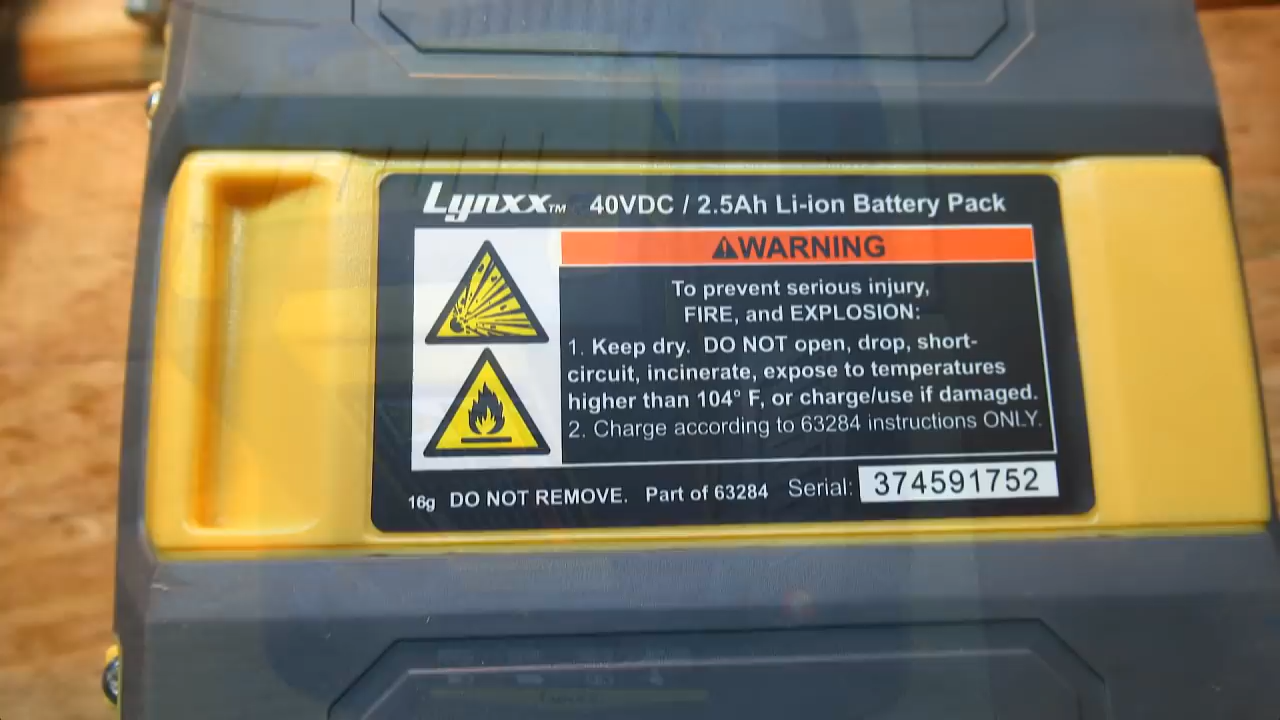 Lynxx™ 40VDC / 2.5Ah Li-ion Battery Pack
WARNING
To prevent serious injury,
FIRE, and EXPLOSION:
1. Keep dry. DO NOT open, drop, short-
circuit, incinerate, expose to temperatures
higher than 104° F, or charge/use if damaged.
2. Charge according to 63284 instructions ONLY.
16g DO NOT REMOVE. Part of 63284 Serial: 374591752